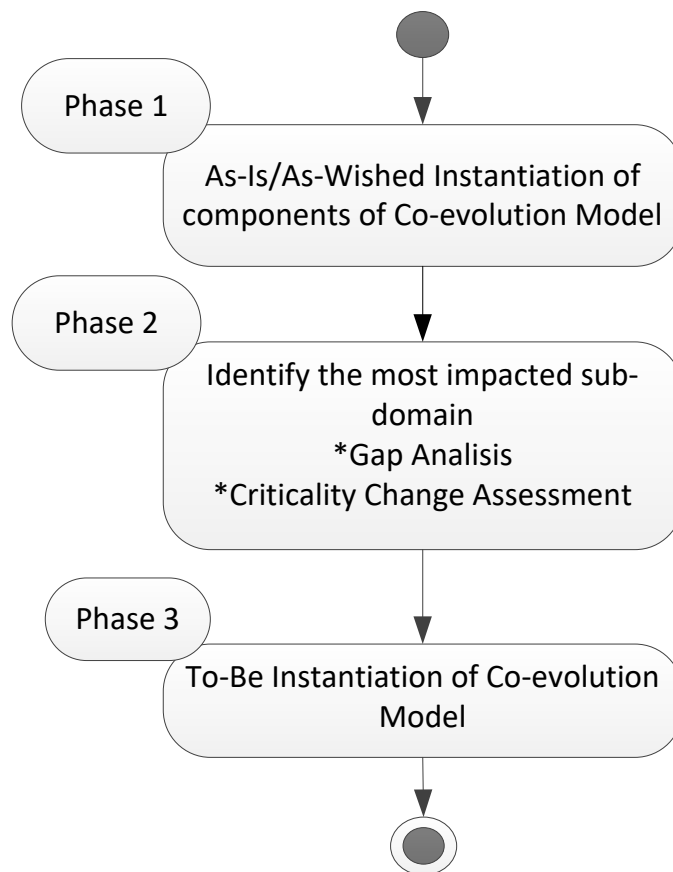 Phase 1
As-Is/As-Wished Instantiation of
components of Co-evolution Model
Phase 2
Identify the most impacted sub-
domain
*Gap Analisis
*Criticality Change Assessment
Phase 3
To-Be Instantiation of Co-evolution
Model